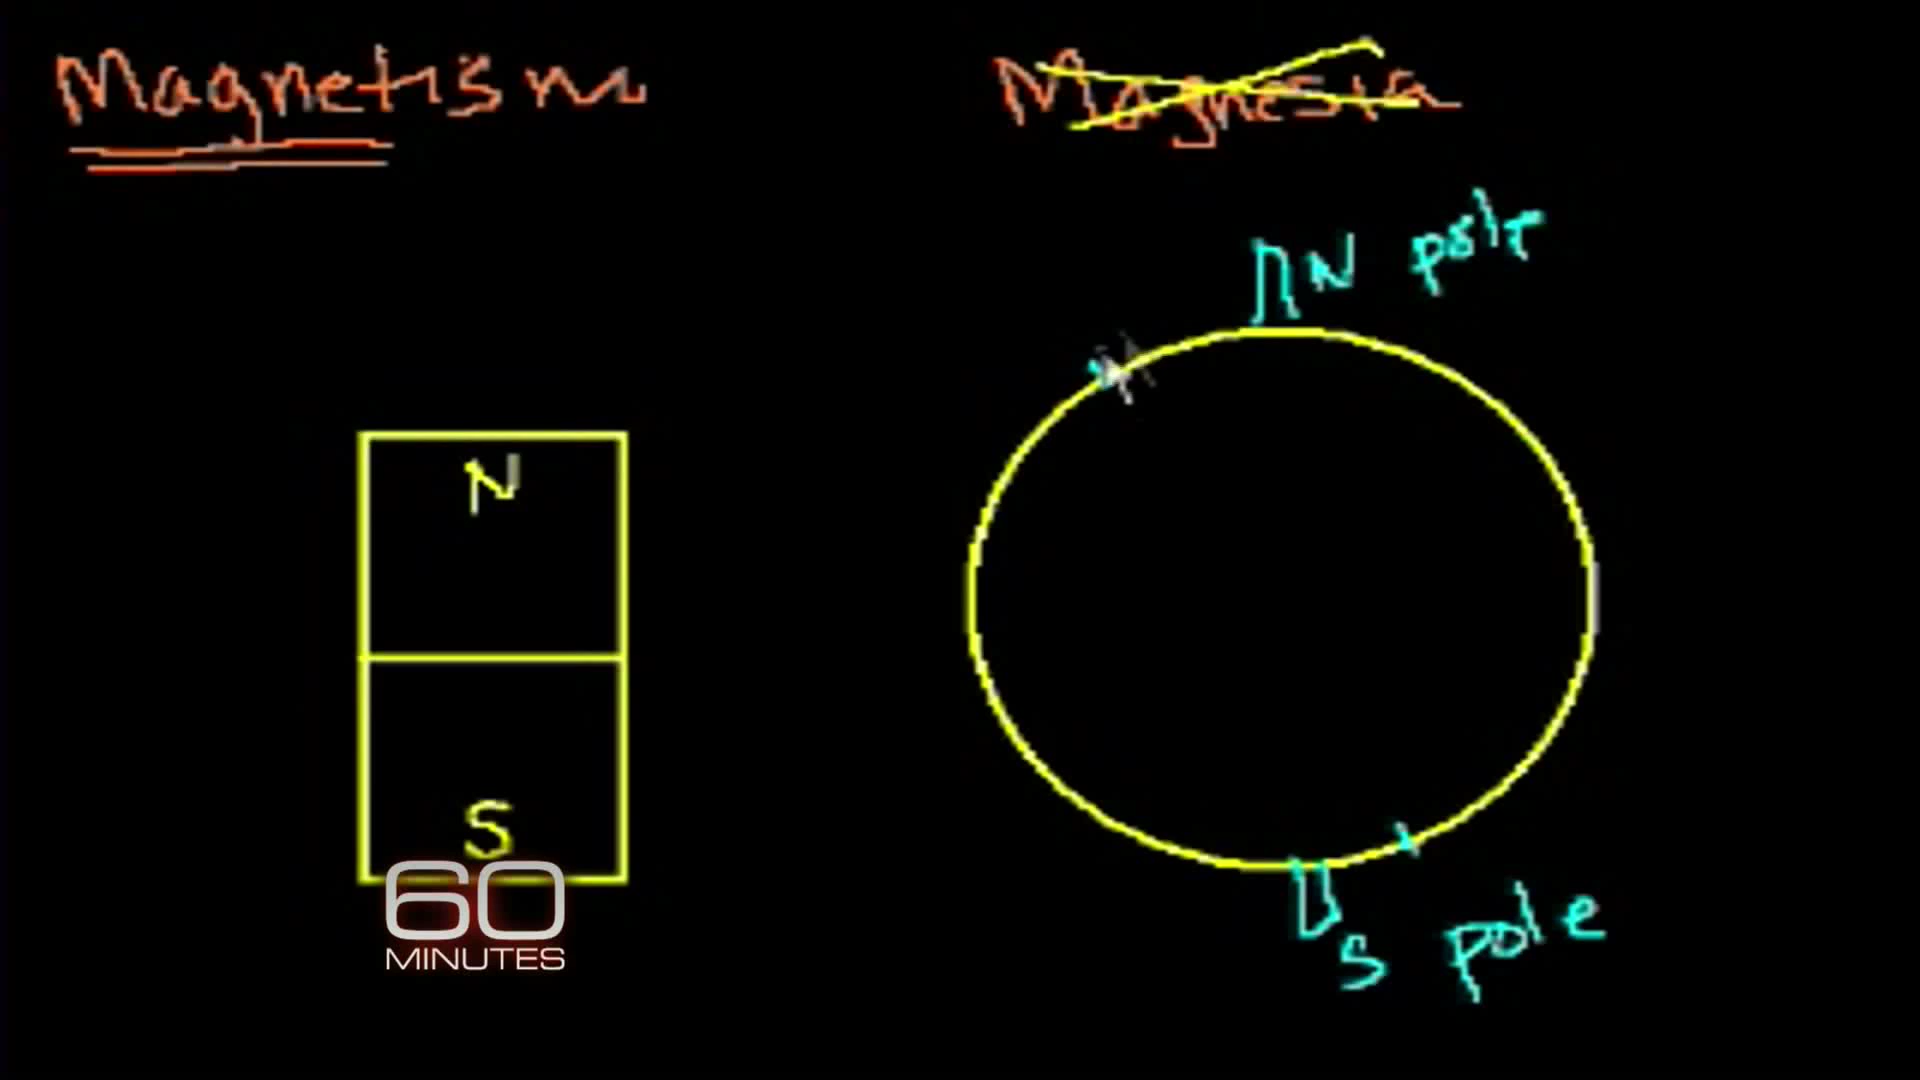 Magnetism
Magnesia
N pole
N
S
60
MINUTES
S pole